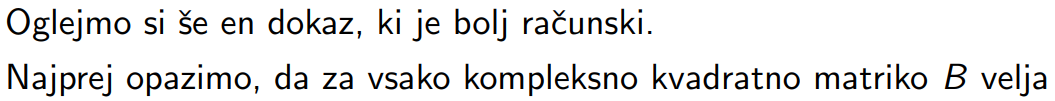 Oglejmo si še en dokaz, ki je bolj računski.
Najprej opazimo, da za vsako kompleksno kvadratno matriko B velja